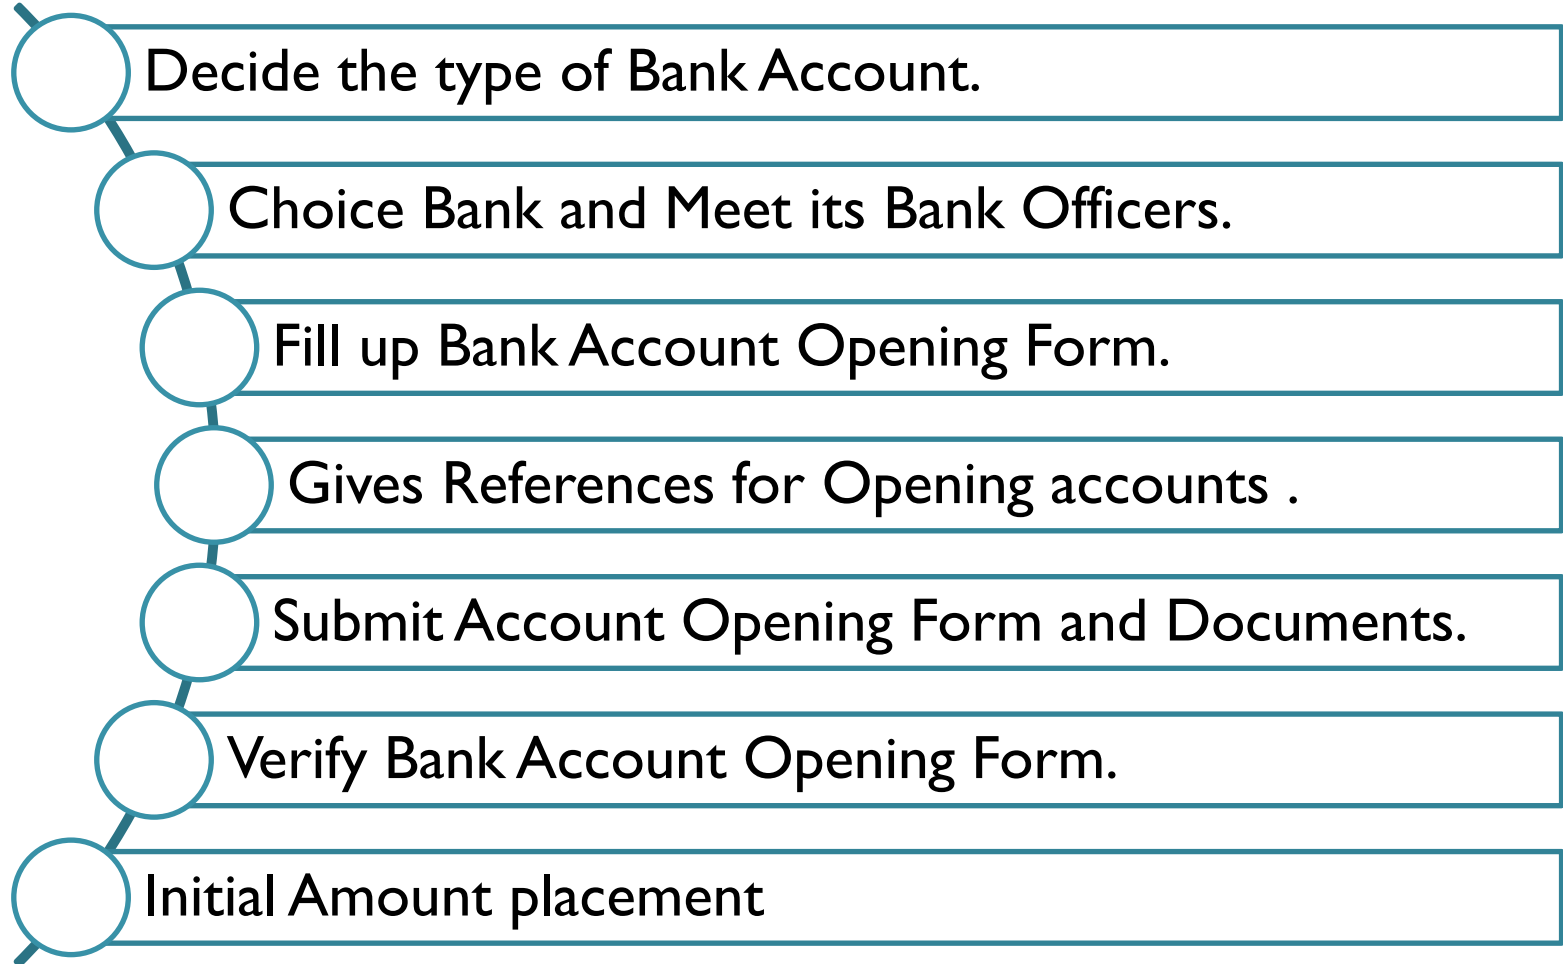 Decide the type of Bank Account.
Choice Bank and Meet its Bank Officers.
Fill up Bank Account Opening Form.
Gives References for Opening accounts .
Submit Account Opening Form and Documents.
Verify Bank Account Opening Form.
Initial Amount placement